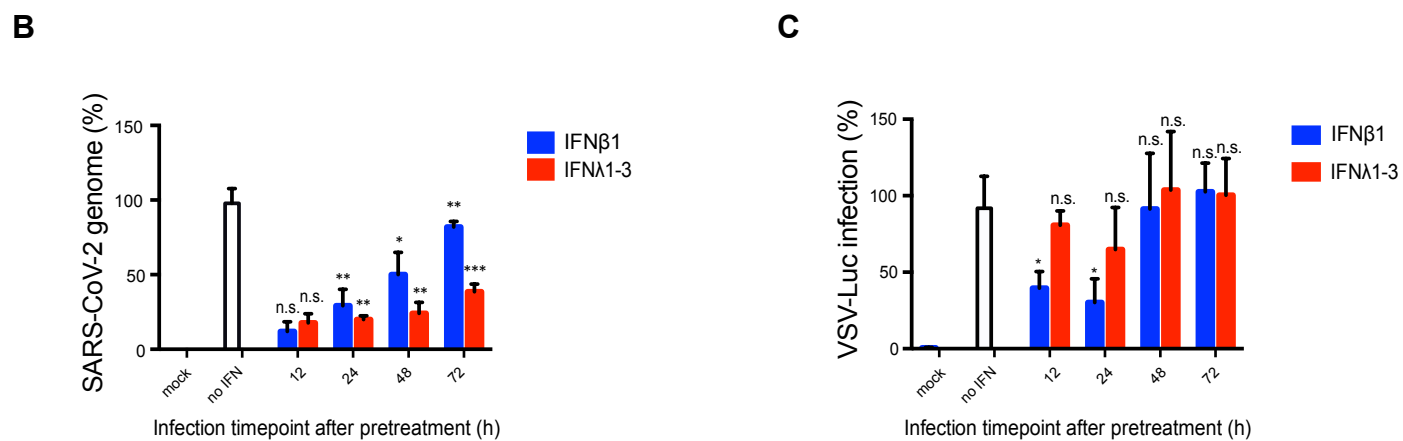 B
SARS-CoV-2 genome (%)
150
100
50
0
n.s. n.s.
** **
* **
** ***
mock no IFN 12 24 48 72
Infection timepoint after pretreatment (h)
IFNβ1
IFNλ1-3
C
VSV-Luc infection (%)
150
100
50
0
* n.s.
* n.s.
n.s. n.s.
n.s. n.s.
mock no IFN 12 24 48 72
Infection timepoint after pretreatment (h)
IFNβ1
IFNλ1-3